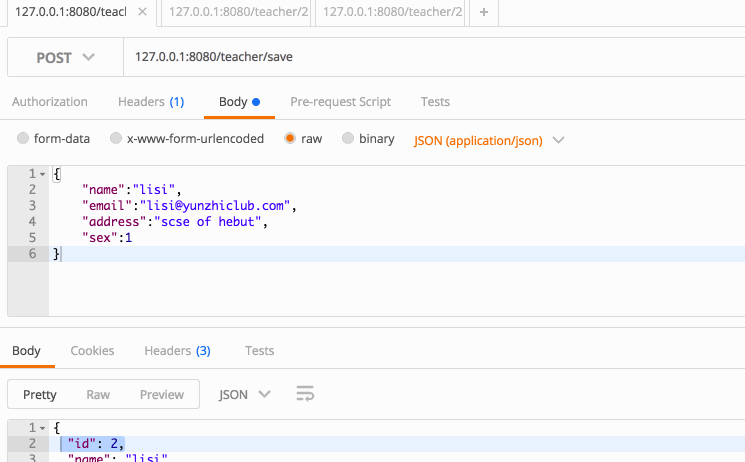 127.0.0.1:8080/teacl × 127.0.0.1:8080/teacher/2 127.0.0.1:8080/teacher/2 +
POST 127.0.0.1:8080/teacher/save
Authorization Headers (1) Body Pre-request Script Tests
form-data x-www-form-urlencoded raw binary JSON (application/json)
1 {
2 "name":"lisi",
3 "email":"lisi@yunzhiclub.com",
4 "address":"scse of hebut",
5 "sex":1
6 }
Body Cookies Headers (3) Tests
Pretty Raw Preview JSON
1 {
2 "id": 2,
3 "name": "lisi"